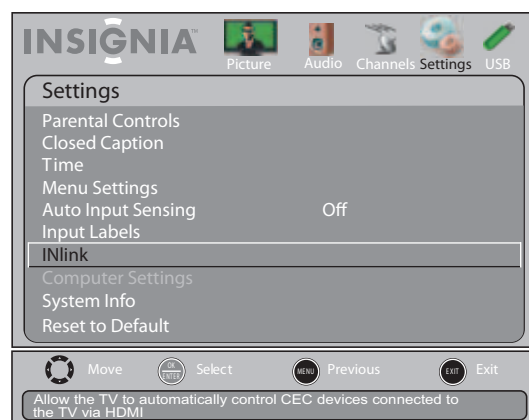 INSIGNIA™
Picture Audio Channels Settings USB
Settings
Parental Controls
Closed Caption
Time
Menu Settings
Auto Input Sensing Off
Input Labels
INlink
Computer Settings
System Info
Reset to Default
Move OK ENTER Select MENU Previous EXIT Exit
Allow the TV to automatically control CEC devices connected to
the TV via HDMI